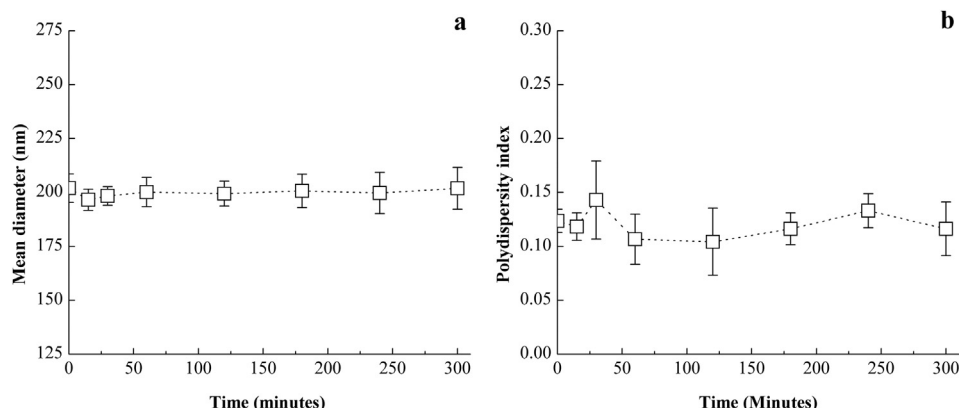 a
275
250
225
200
175
150
125
0 50 100 150 200 250 300
Mean diameter (nm)
Time (minutes)
b
0.30
0.20
0.15
0.10
0.05
0.00
0 50 100 150 200 250 300
Polydispersity index
Time (Minutes)